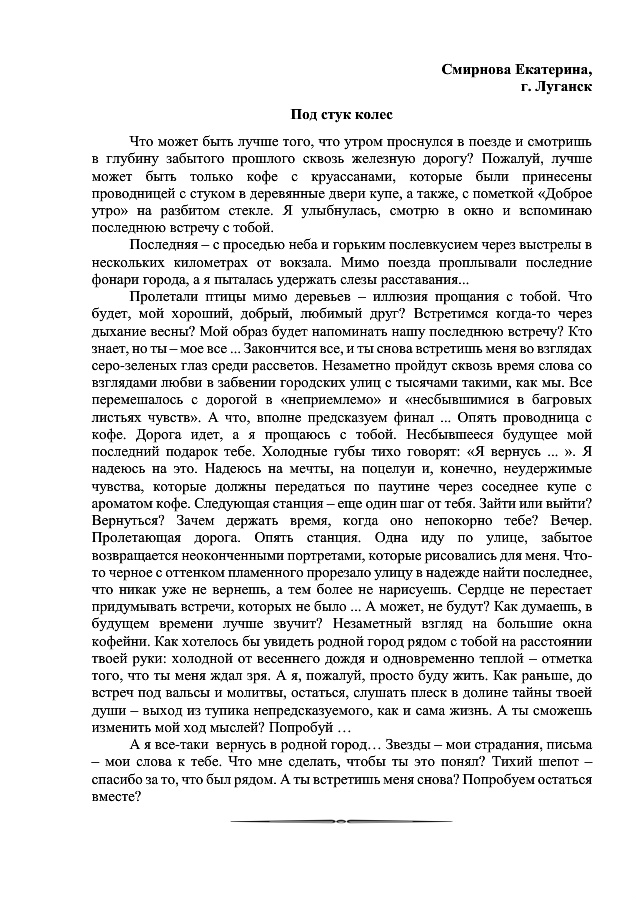 Смирнова Екатерина,
г. Луганск
Под стук колес
Что может быть лучше того, что утром проснулся в поезде и смотришь
в глубину забытого прошлого сквозь железную дорогу? Пожалуй, лучше
может быть только кофе с круассанами, которые были принесены
проводницей с стуком в деревянные двери купе, а также, с пометкой «Доброе
утро» на разбитом стекле. Я улыбнулась, смотрю в окно и вспоминаю
последнюю встречу с тобой.
Последняя – с проседью неба и горьким послевкусием через выстрелы в
нескольких километрах от вокзала. Мимо поезда проплывали последние
фонари города, а я пыталась удержать слезы расставания...
Пролетали птицы мимо деревьев – иллюзия прощания с тобой. Что
будет, мой хороший, добрый, любимый друг? Встретимся когда-то через
дыхание весны? Мой образ будет напоминать нашу последнюю встречу? Кто
знает, но ты – мое все ... Закончится все, и ты снова встретишь меня во взглядах
серо-зеленых глаз среди рассветов. Незаметно пройдут сквозь время слова со
взглядами любви в забвении городских улиц с тысячами такими, как мы. Все
перемешалось с дорогой в «неприемлемо» и «несбывшимися в багровых
листьях чувств». А что, вполне предсказуем финал ... Опять проводница с
кофе. Дорога идет, а я прощаюсь с тобой. Несбывшееся будущее мой
последний подарок тебе. Холодные губы тихо говорят: «Я вернусь ... ». Я
надеюсь на это. Надеюсь на мечты, на поцелуи и, конечно, неудержимые
чувства, которые должны передаться по паутине через соседнее купе с
ароматом кофе. Следующая станция – еще один шаг от тебя. Зайти или выйти?
Вернуться? Зачем держать время, когда оно непокорно тебе? Вечер.
Пролетающая дорога. Опять станция. Одна иду по улице, забытое
возвращается неоконченными портретами, которые рисовались для меня. Что-
то черное с оттенком пламенного прорезало улицу в надежде найти последнее,
что никак уже не вернешь, а тем более не нарисуешь. Сердце не перестает
придумывать встречи, которых не было ... А может, не будут? Как думаешь, в
будущем времени лучше звучит? Незаметный взгляд на большие окна
кофейни. Как хотелось бы увидеть родной город рядом с тобой на расстоянии
твоей руки: холодной от весеннего дождя и одновременно теплой – отметка
того, что ты меня ждал зря. А я, пожалуй, просто буду жить. Как раньше, до
встреч под вальсы и молитвы, остаться, слушать плеск в долине тайны твоей
души – выход из тупика непредсказуемого, как и сама жизнь. А ты сможешь
изменить мой ход мыслей? Попробуй …
А я все-таки вернусь в родной город… Звезды – мои страдания, письма
– мои слова к тебе. Что мне сделать, чтобы ты это понял? Тихий шепот –
спасибо за то, что был рядом. А ты встретишь меня снова? Попробуем остаться
вместе?